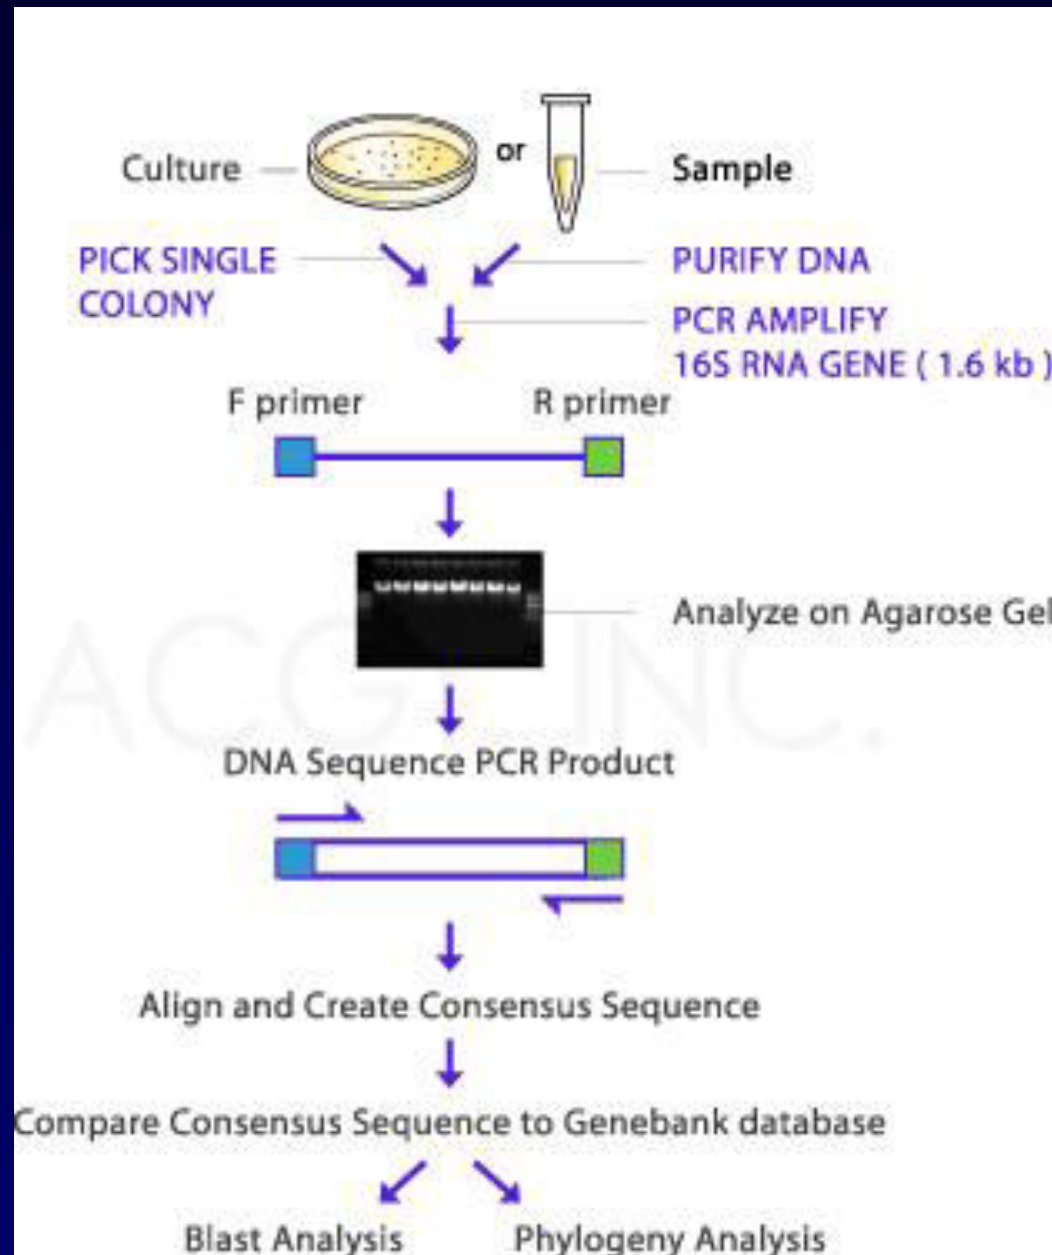 Culture
or
Sample
PICK SINGLE
COLONY
PURIFY DNA
PCR AMPLIFY
16S RNA GENE ( 1.6 kb )
F primer
R primer
Analyze on Agarose Gel
ACG INC.
DNA Sequence PCR Product
Align and Create Consensus Sequence
Compare Consensus Sequence to Genebank database
Blast Analysis
Phylogeny Analysis